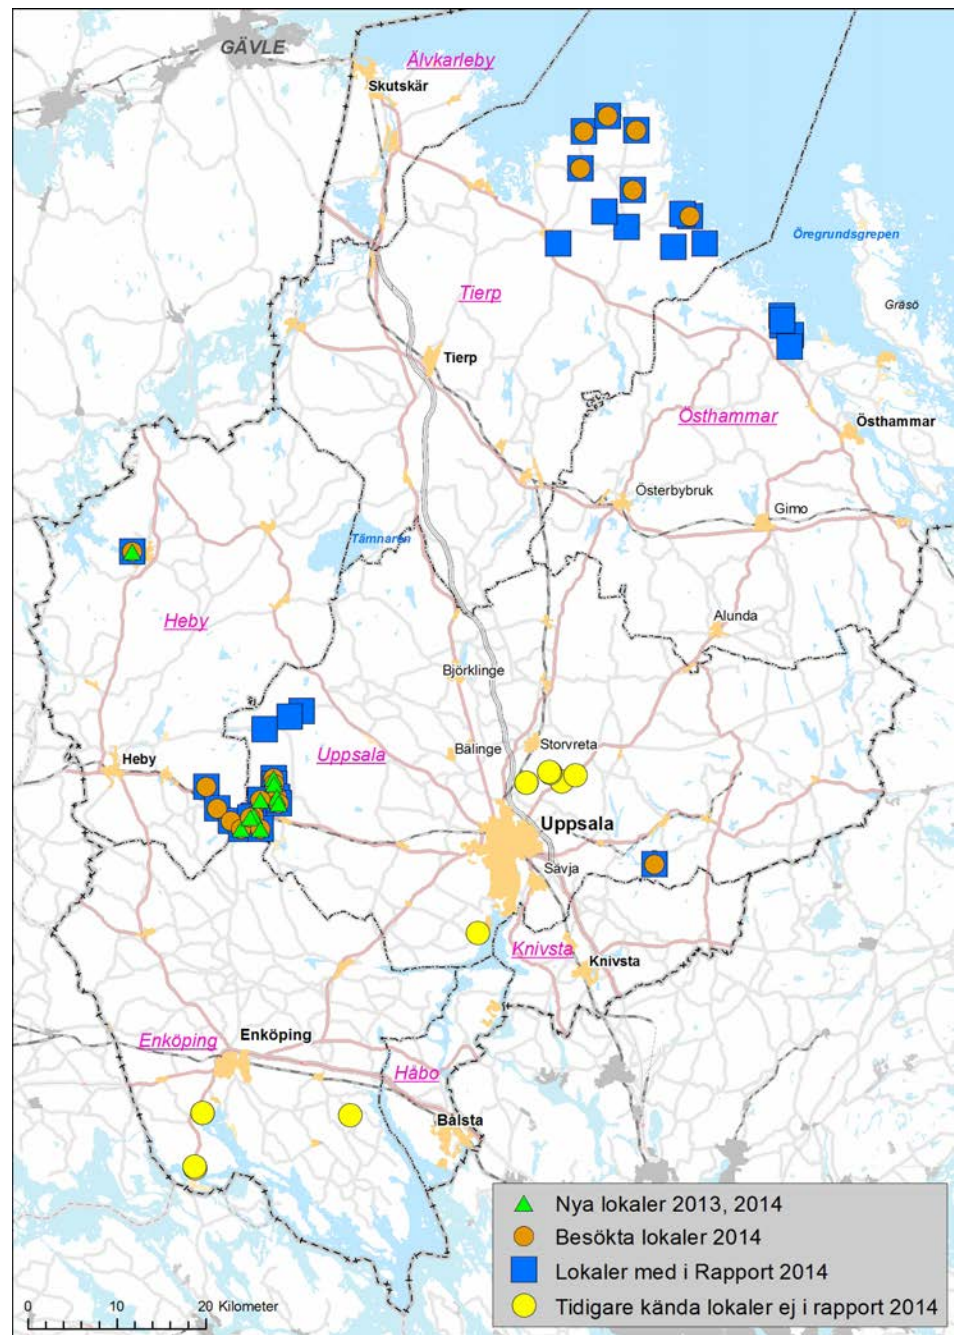 GÄVLE
Älvkarleby
Skutskär
Öregrundsgrepen
Tierp
Gräsö
Tierp
Östhammar
Östhammar
Österbybruk
Gimo
Tämnaren
Heby
Alunda
Björklinge
Heby
Uppsala
Bälinge
Storvreta
Uppsala
Sävja
Knivsta
Knivsta
Enköping
Enköping
Håbo
Bålsta
Nya lokaler 2013, 2014
Besökta lokaler 2014
Lokaler med i Rapport 2014
Tidigare kända lokaler ej i rapport 2014
0 10 20 Kilometer